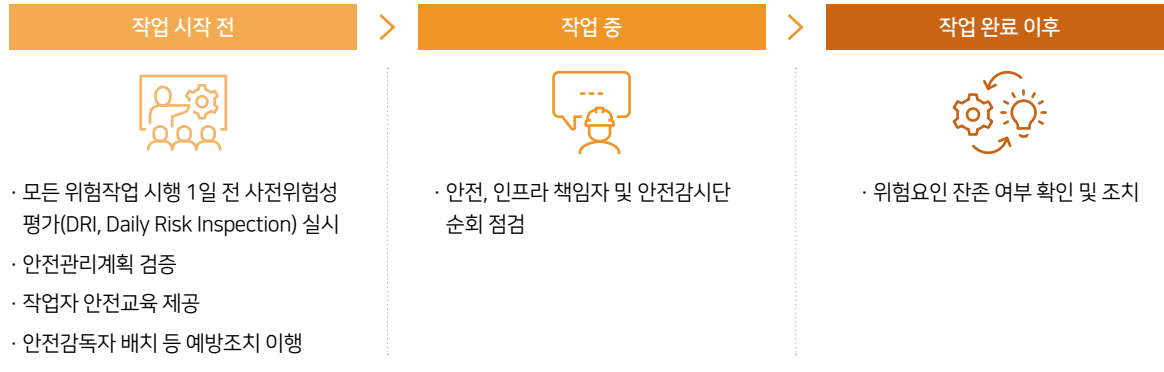 작업 시작 전
작업 중
작업 완료 이후
· 모든 위험작업 시행 1일 전 사전위험성
평가(DRI, Daily Risk Inspection) 실시
· 안전관리계획 검증
· 작업자 안전교육 제공
· 안전감독자 배치 등 예방조치 이행
· 안전, 인프라 책임자 및 안전감시단
순회 점검
· 위험요인 잔존 여부 확인 및 조치